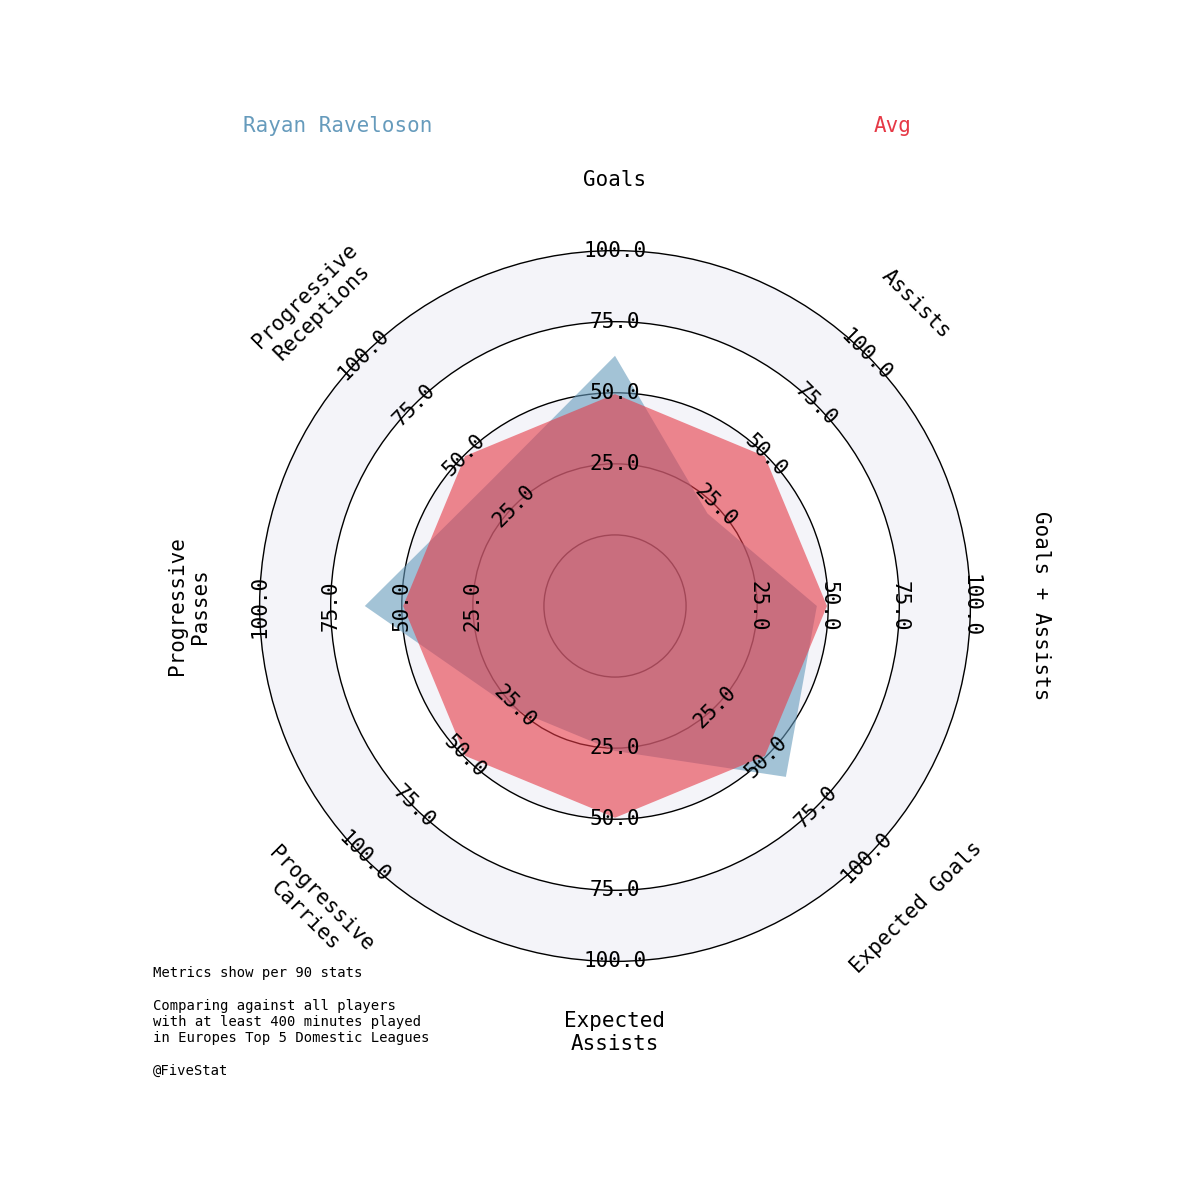 Rayan Raveloson
Avg
Goals
Assists
Goals + Assists
Expected Goals
Expected
Assists
Progressive
Carries
Progressive
Passes
Progressive
Receptions
25.0
50.0
75.0
100.0
25.0
50.0
75.0
100.0
25.0
50.0
75.0
100.0
25.0
50.0
75.0
100.0
25.0
50.0
75.0
100.0
25.0
50.0
75.0
100.0
25.0
50.0
75.0
100.0
25.0
50.0
75.0
100.0
Metrics show per 90 stats
Comparing against all players
with at least 400 minutes played
in Europes Top 5 Domestic Leagues
@FiveStat